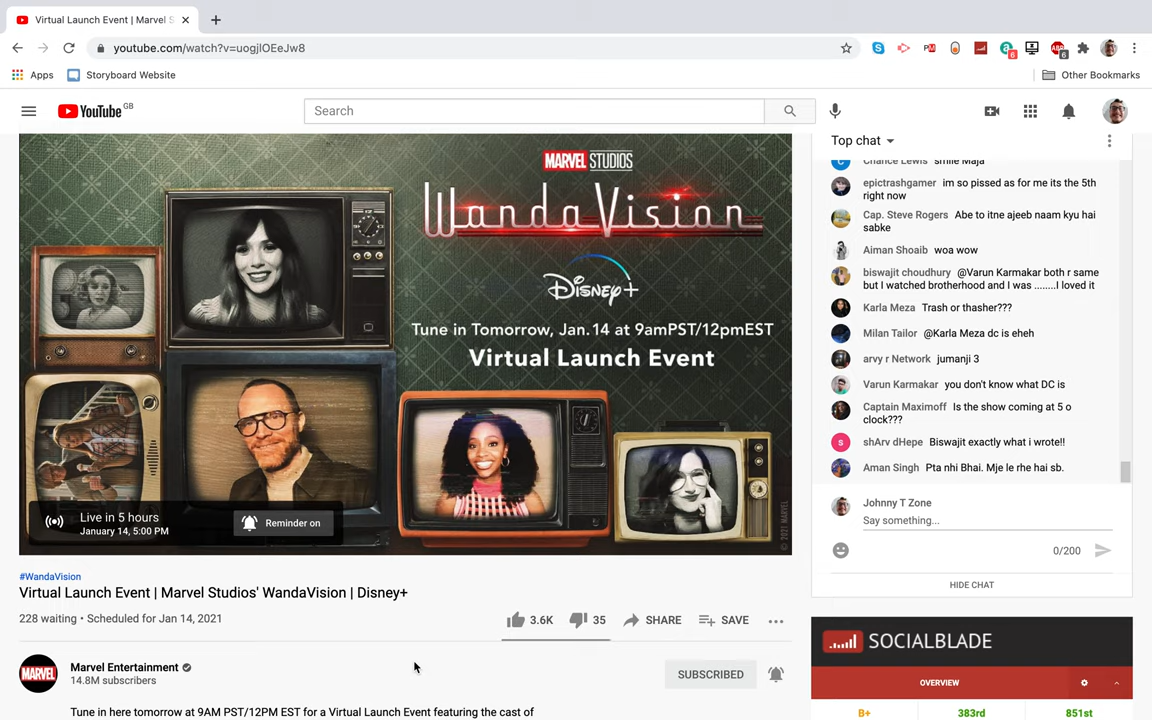 Virtual Launch Event | Marvel S
youtube.com/watch?v=uogjlOEeJw8
PM
6
ABP
6
Apps
Storyboard Website
Other Bookmarks
YouTube GB
Search
Top chat
Chance Lewis smile Maja
epictrashgamer im so pissed as for me its the 5th
right now
Cap. Steve Rogers Abe to itne ajeeb naam kyu hai
sabke
Aiman Shoaib woa wow
biswajit choudhury @Varun Karmakar both r same
but I watched brotherhood and I was ........I loved it
Karla Meza Trash or thasher???
Milan Tailor @Karla Meza dc is eheh
arvy r Network jumanji 3
Varun Karmakar you don't know what DC is
Captain Maximoff Is the show coming at 5 o
clock???
shArv dHepe Biswajit exactly what i wrote!!
Aman Singh Pta nhi Bhai. Mje le rhe hai sb.
Johnny T Zone
Say something...
0/200
HIDE CHAT
MARVEL STUDIOS
WandaVision
Disney+
Tune in Tomorrow, Jan. 14 at 9amPST/12pmEST
Virtual Launch Event
© 2021 MARVEL
Live in 5 hours
January 14, 5:00 PM
Reminder on
#WandaVision
Virtual Launch Event | Marvel Studios' WandaVision | Disney+
228 waiting • Scheduled for Jan 14, 2021
3.6K
35
SHARE
SAVE
MARVEL
Marvel Entertainment
14.8M subscribers
SUBSCRIBED
Tune in here tomorrow at 9AM PST/12PM EST for a Virtual Launch Event featuring the cast of
SOCIALBLADE
OVERVIEW
B+
383rd
851st